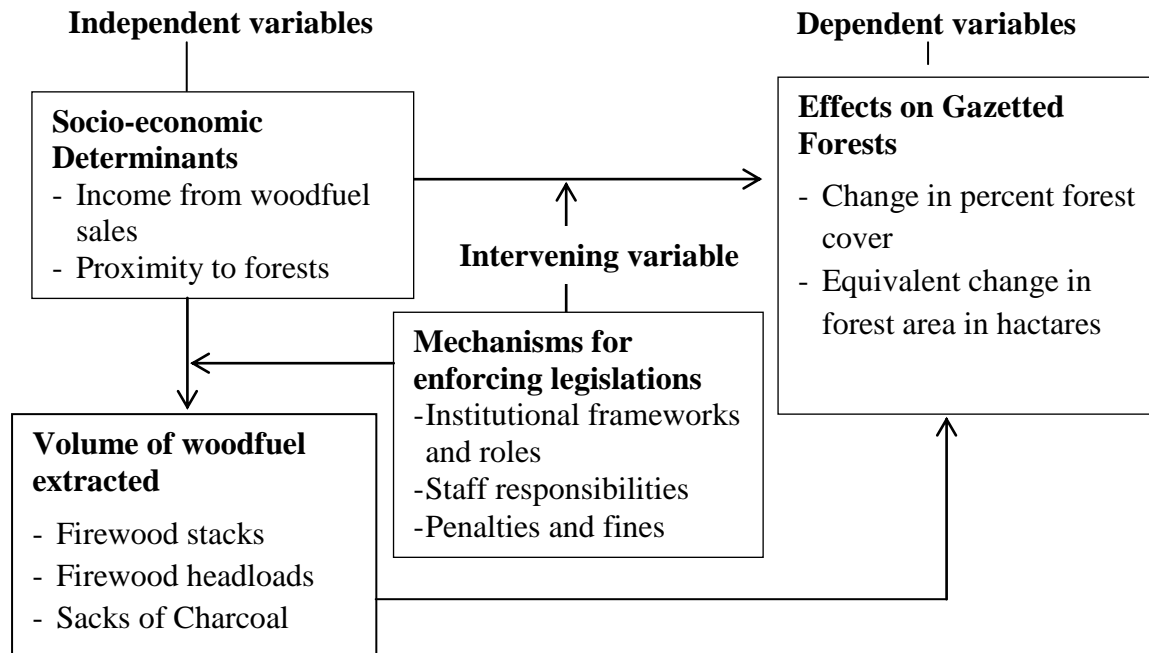 Independent variables
Dependent variables
Socio-economic
Determinants
- Income from woodfuel
sales
- Proximity to forests
Effects on Gazetted
Forests
- Change in percent forest
cover
- Equivalent change in
forest area in hactares
Intervening variable
Mechanisms for
enforcing legislations
-Institutional frameworks
and roles
-Staff responsibilities
-Penalties and fines
Volume of woodfuel
extracted
- Firewood stacks
- Firewood headloads
- Sacks of Charcoal